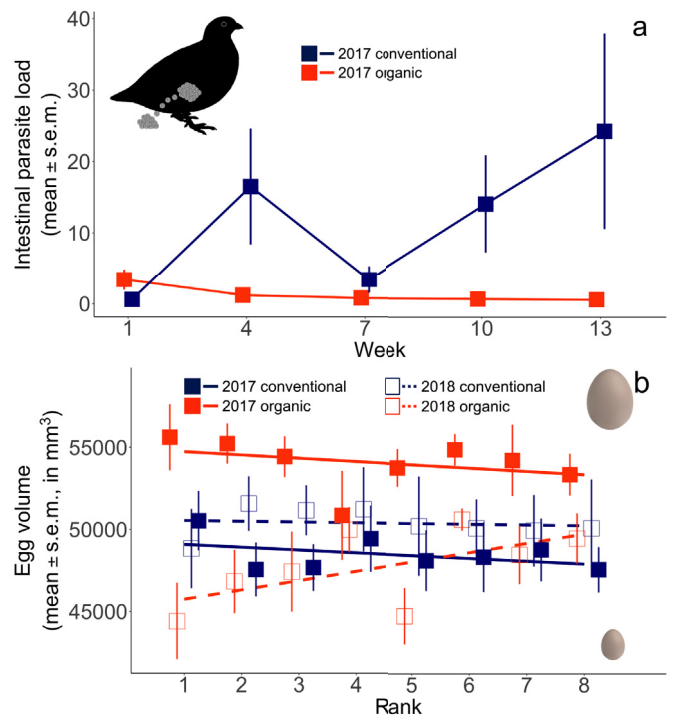 a
40
30
20
10
0
Intestinal parasite load
(mean ± s.e.m.)
2017 conventional
2017 organic
1 4 7 10 13
Week
b
2017 conventional 2018 conventional
2017 organic 2018 organic
55000
50000
45000
Egg volume
(mean ± s.e.m., in mm³)
1 2 3 4 5 6 7 8
Rank